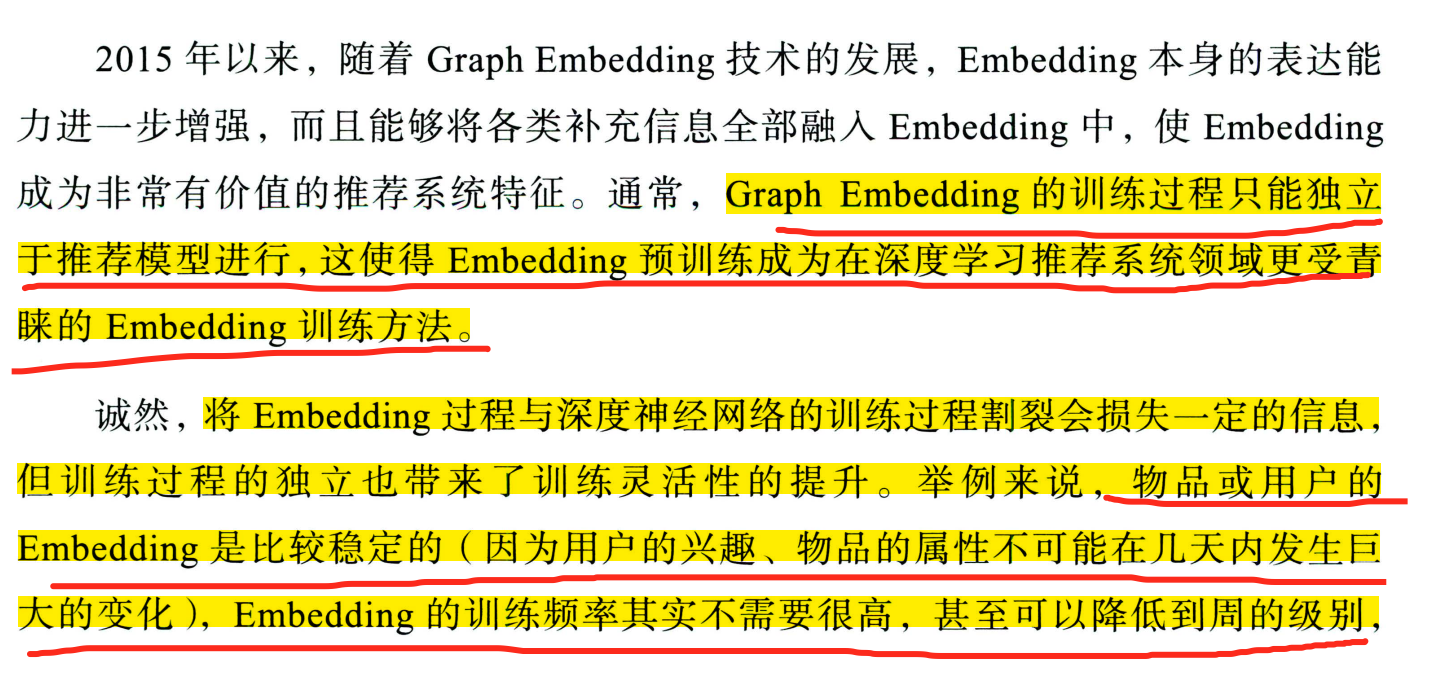 2015 年以来，随着 Graph Embedding 技术的发展，Embedding 本身的表达能
力进一步增强，而且能够将各类补充信息全部融入 Embedding 中，使 Embedding
成为非常有价值的推荐系统特征。通常，Graph Embedding 的训练过程只能独立
于推荐模型进行，这使得 Embedding 预训练成为在深度学习推荐系统领域更受青
睐的 Embedding 训练方法。
诚然，将 Embedding 过程与深度神经网络的训练过程割裂会损失一定的信息，
但训练过程的独立也带来了训练灵活性的提升。举例来说，物品或用户的
Embedding 是比较稳定的（因为用户的兴趣、物品的属性不可能在几天内发生巨
大的变化），Embedding 的训练频率其实不需要很高，甚至可以降低到周的级别，